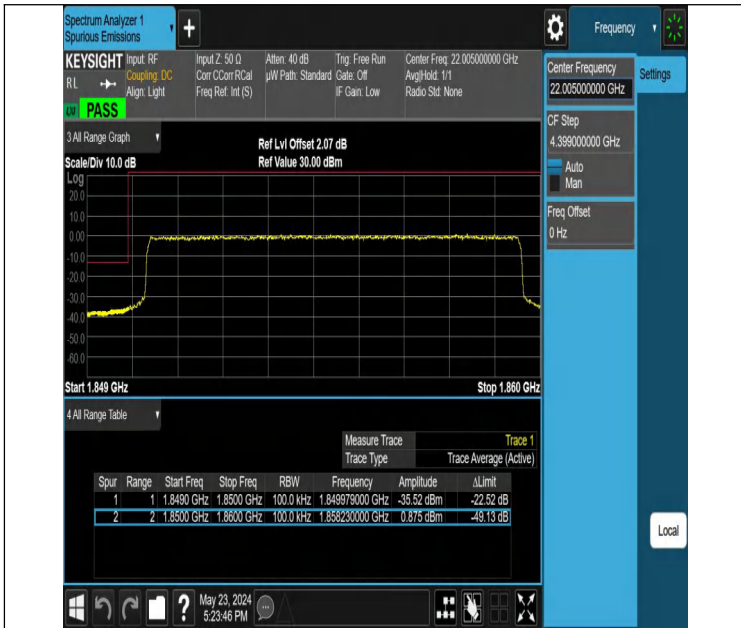 Spectrum Analyzer 1
Spurious Emissions
Frequency
KEYSIGHT
RL
Input: RF
Coupling: DC
Align: Light
Input Z: 50 Ω
Corr CCorr RCal
Freq Ref: Int (S)
Atten: 40 dB
µW Path: Standard
Trig: Free Run
Gate: Off
IF Gain: Low
Center Freq: 22.005000000 GHz
Avg|Hold: 1/1
Radio Std: None
PASS
Center Frequency
22.005000000 GHz
Settings
CF Step
4.399000000 GHz
Auto
Man
Freq Offset
0 Hz
3 All Range Graph
Scale/Div 10.0 dB
Ref Lvl Offset 2.07 dB
Ref Value 30.00 dBm
Log
20.0
10.0
0.00
-10.0
-20.0
-30.0
-40.0
-50.0
-60.0
Start 1.849 GHz
Stop 1.860 GHz
4 All Range Table
Measure Trace Trace 1
Trace Type Trace Average (Active)
Spur Range Start Freq Stop Freq RBW Frequency Amplitude ΔLimit
1 1 1.8490 GHz 1.8500 GHz 100.0 kHz 1.849979000 GHz -35.52 dBm -22.52 dB
2 2 1.8500 GHz 1.8600 GHz 100.0 kHz 1.858230000 GHz 0.875 dBm -49.13 dB
Local
?
May 23, 2024
5:23:46 PM